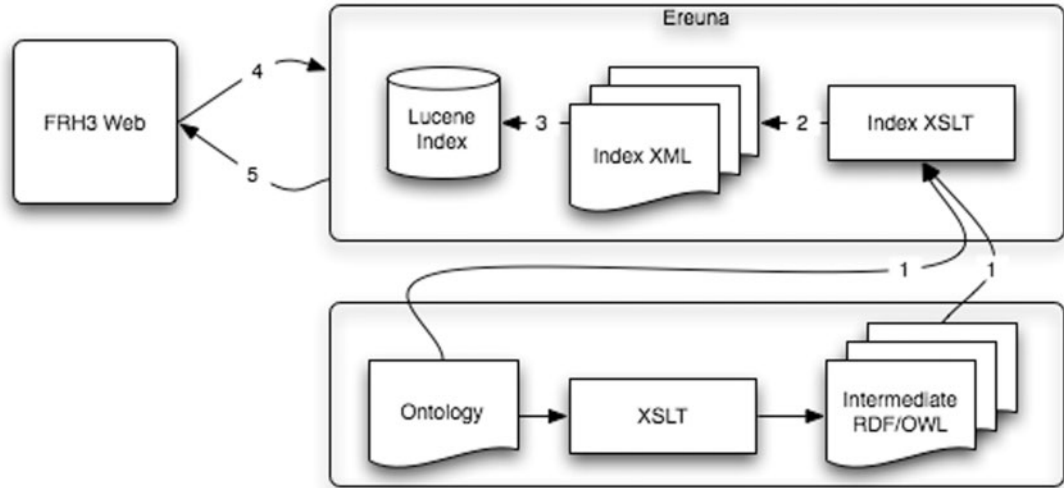 Ereuna
FRH3 Web
4
5
Lucene
Index
3
Index XML
2
Index XSLT
1
1
Ontology
XSLT
Intermediate
RDF/OWL